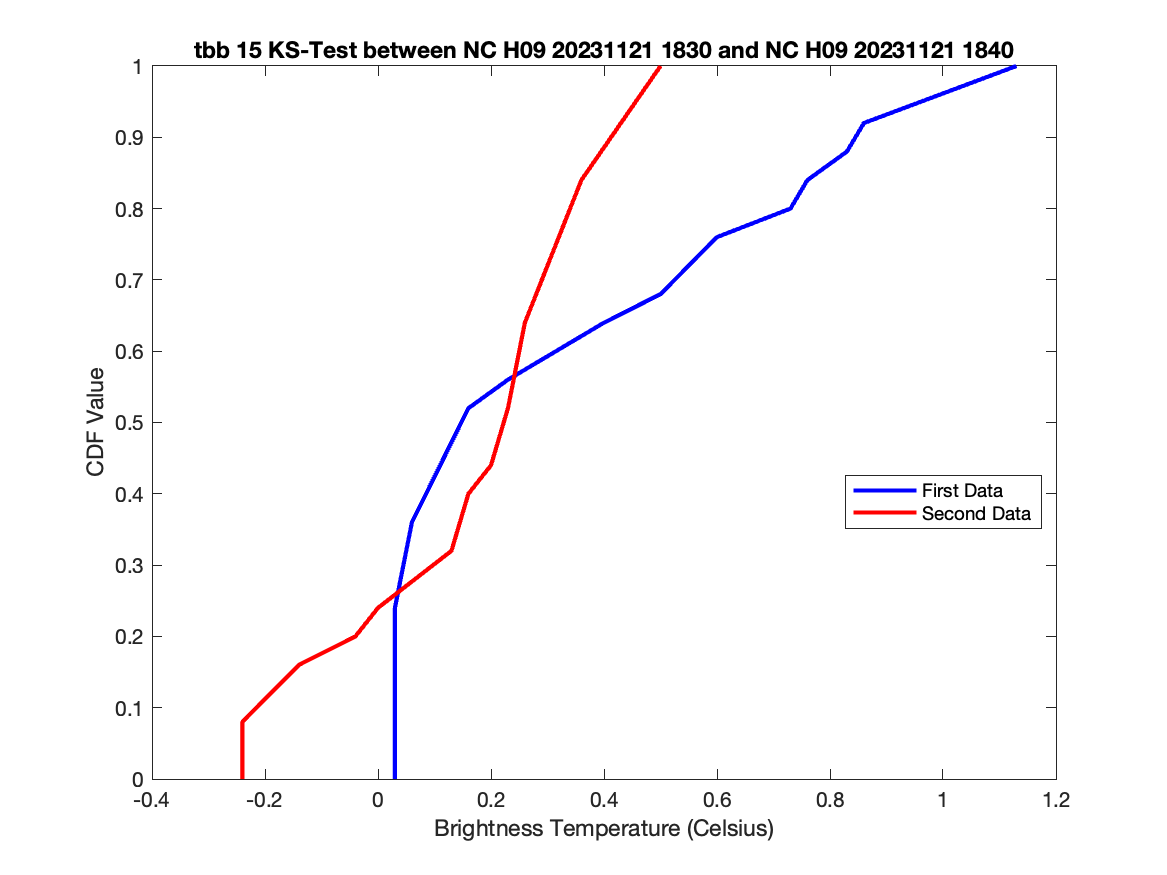 tbb 15 KS-Test between NC H09 20231121 1830 and NC H09 20231121 1840
1
0.9
0.8
0.7
0.6
0.5
0.4
0.3
0.2
0.1
0
CDF Value
First Data
Second Data
-0.4 -0.2 0 0.2 0.4 0.6 0.8 1 1.2
Brightness Temperature (Celsius)